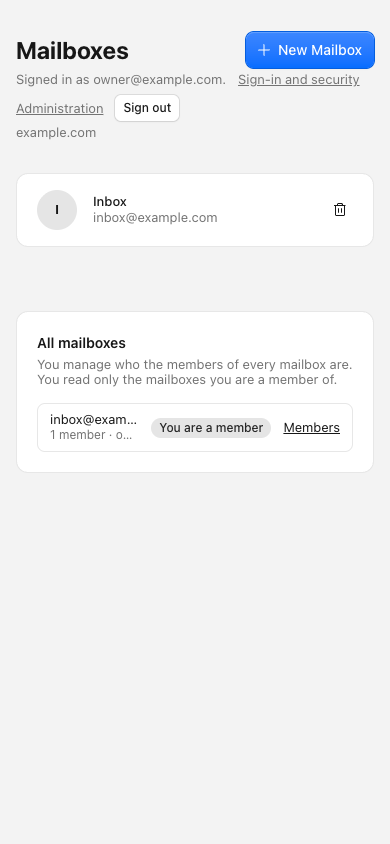 Mailboxes
New Mailbox
Signed in as owner@example.com. Sign-in and security
Administration Sign out
example.com
I
Inbox
inbox@example.com
All mailboxes
You manage who the members of every mailbox are.
You read only the mailboxes you are a member of.
inbox@exam...
1 member · o...
You are a member
Members